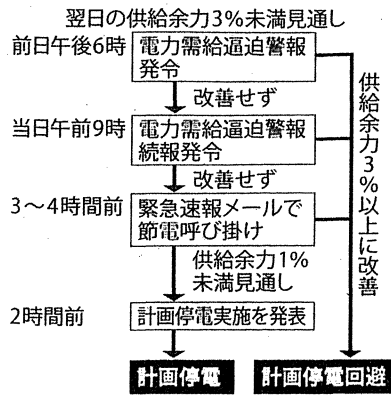 翌日の供給余力3%未満見通し
前日午後6時
電力需給逼迫警報
発令
改善せず
当日午前9時
電力需給逼迫警報
続報発令
改善せず
3〜4時間前
緊急速報メールで
節電呼び掛け
供給余力1%
未満見通し
2時間前
計画停電実施を発表
計画停電
供給余力3%以上に改善
計画停電回避